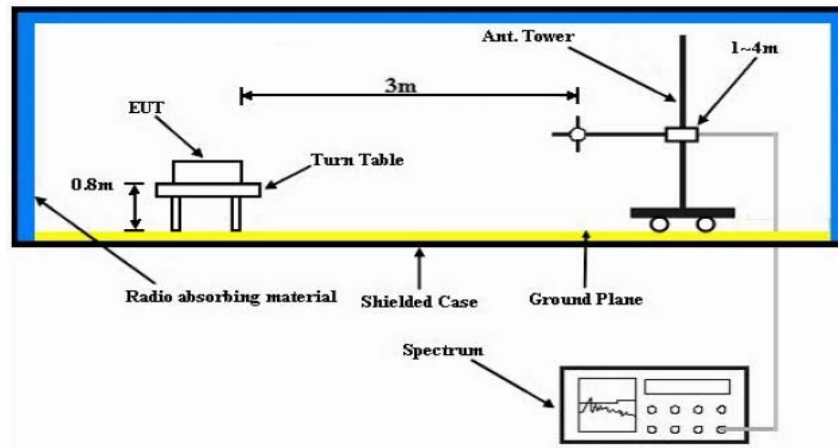 Ant. Tower
1~4m
3m
EUT
Turn Table
0.8m
Radio absorbing material
Shielded Case
Ground Plane
Spectrum